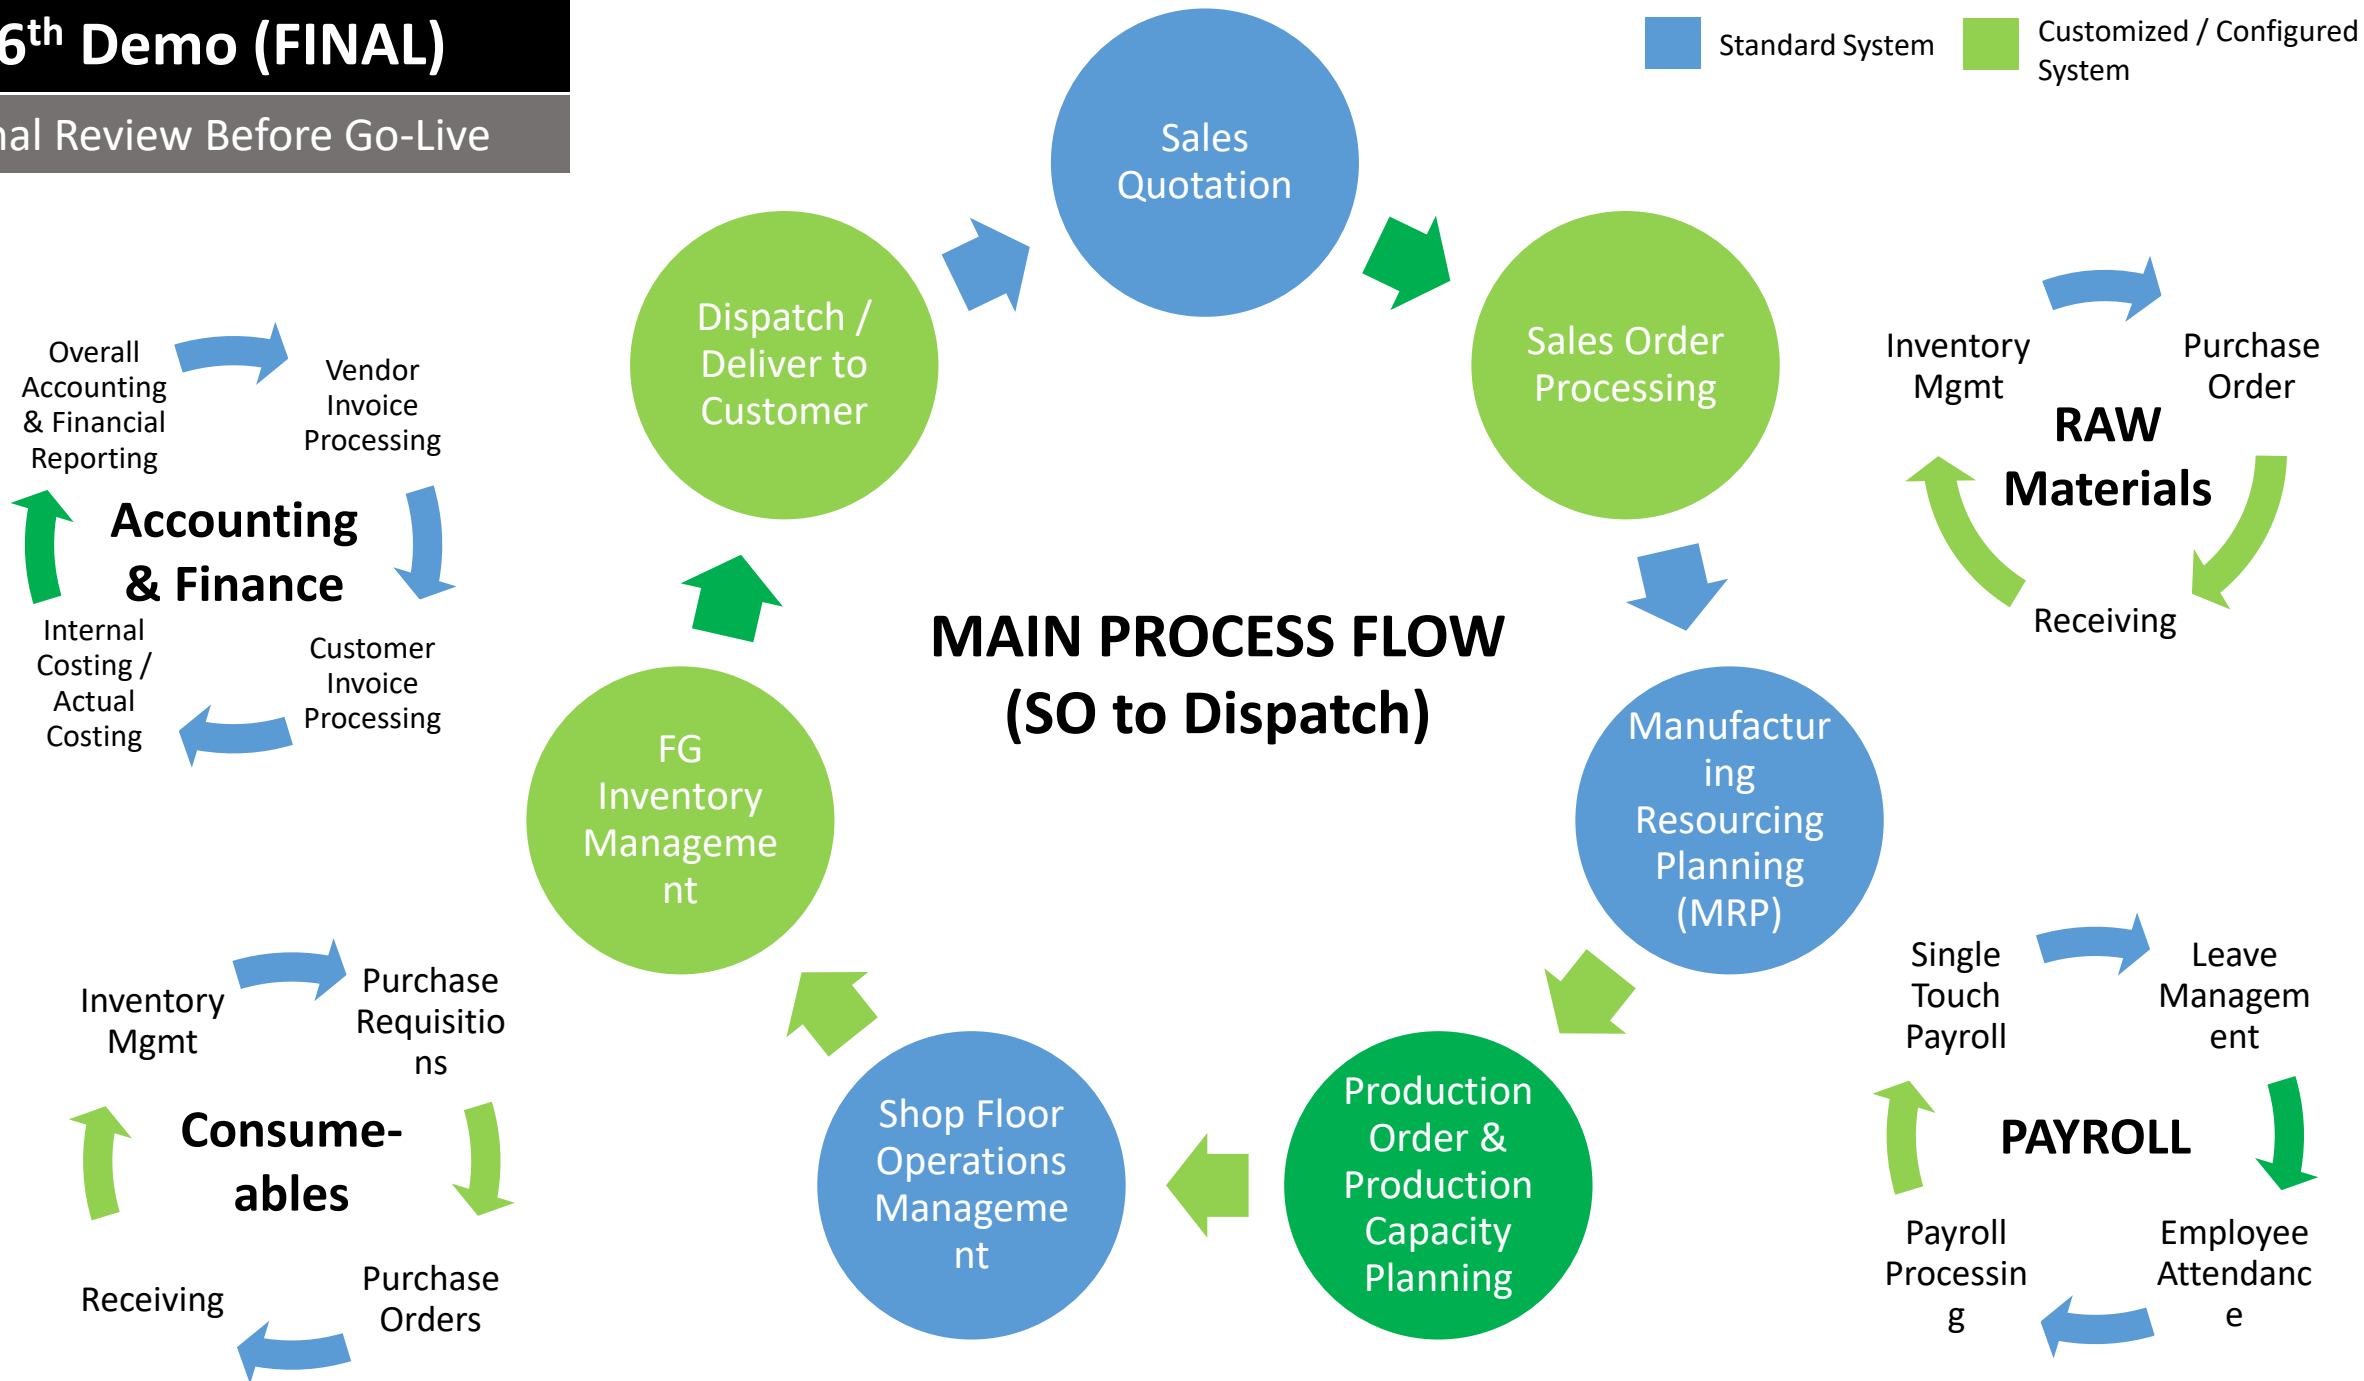 6th Demo (FINAL)
nal Review Before Go-Live
Standard System
Customized / Configured
System
Sales
Quotation
Sales Order
Processing
Manufactur
ing
Resourcing
Planning
(MRP)
Production
Order &
Production
Capacity
Planning
Shop Floor
Operations
Manageme
nt
FG
Inventory
Manageme
nt
Dispatch /
Deliver to
Customer
MAIN PROCESS FLOW
(SO to Dispatch)
Overall
Accounting
& Financial
Reporting
Vendor
Invoice
Processing
Customer
Invoice
Processing
Internal
Costing /
Actual
Costing
Accounting
& Finance
Inventory
Mgmt
Purchase
Order
Receiving
RAW
Materials
Inventory
Mgmt
Purchase
Requisitio
ns
Purchase
Orders
Receiving
Consume-
ables
Single
Touch
Payroll
Leave
Managem
ent
Employee
Attendanc
e
Payroll
Processin
g
PAYROLL